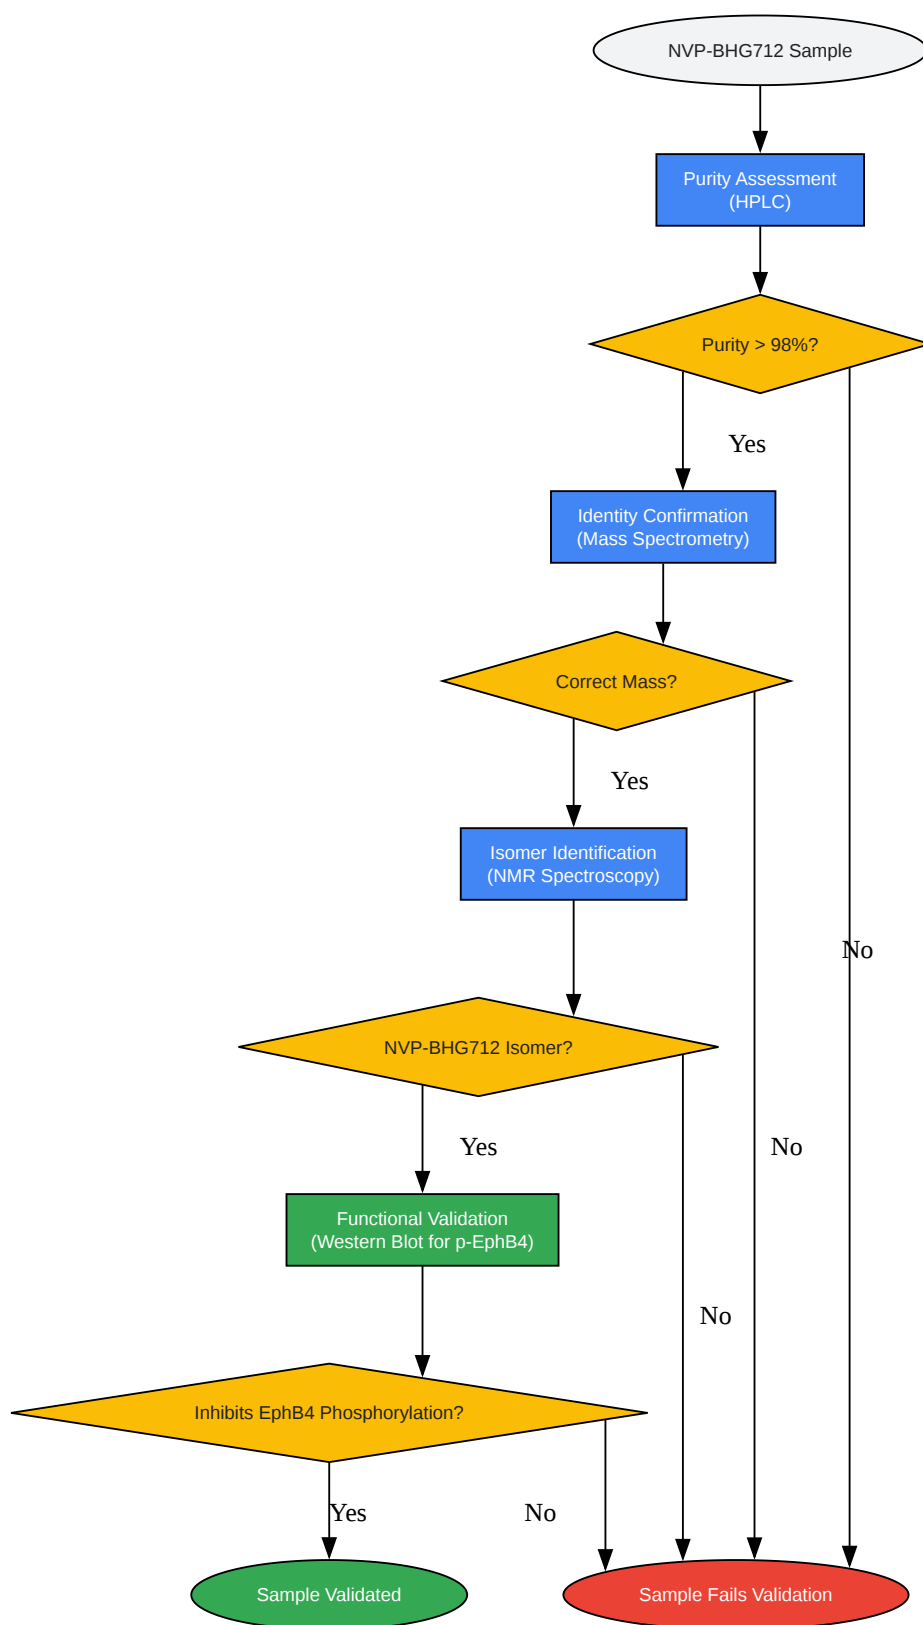 NVP-BHG712 Sample
Purity Assessment
(HPLC)
Purity > 98%?
Yes
Identity Confirmation
(Mass Spectrometry)
Correct Mass?
Yes
Isomer Identification
(NMR Spectroscopy)
No
NVP-BHG712 Isomer?
Yes
No
Functional Validation
(Western Blot for p-EphB4)
No
Inhibits EphB4 Phosphorylation?
Yes
No
Sample Validated
Sample Fails Validation